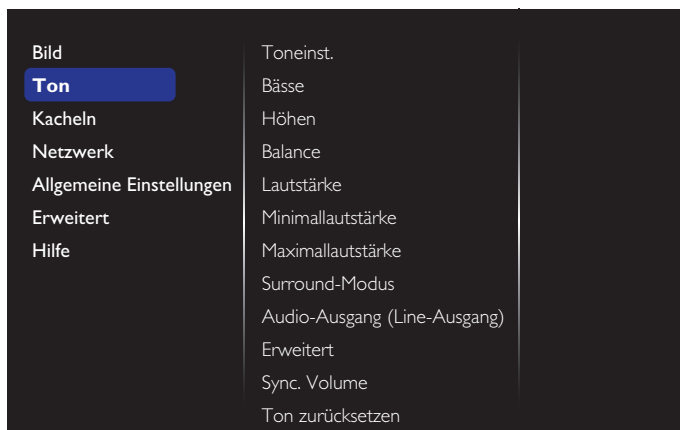 Bild
Ton
Kacheln
Netzwerk
Allgemeine Einstellungen
Erweitert
Hilfe
Toneinst.
Bässe
Höhen
Balance
Lautstärke
Minimallautstärke
Maximallautstärke
Surround-Modus
Audio-Ausgang (Line-Ausgang)
Erweitert
Sync. Volume
Ton zurücksetzen